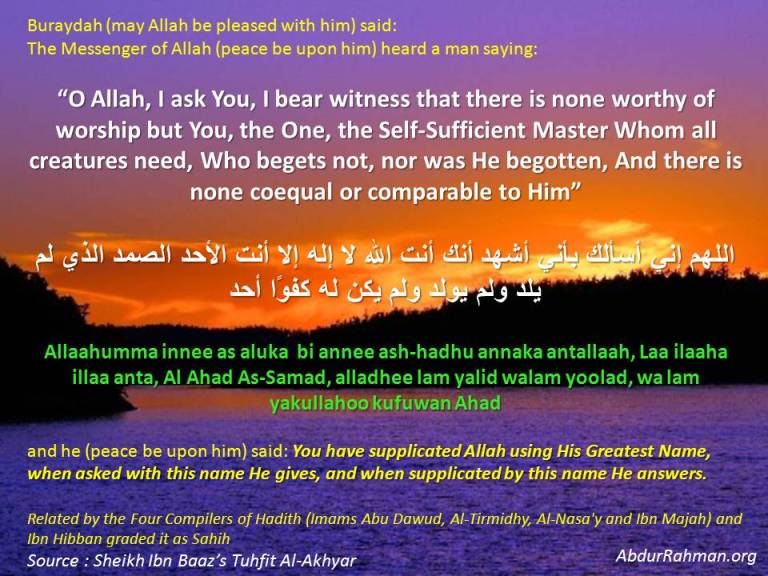 Buraydah (may Allah be pleased with him) said:
The Messenger of Allah (peace be upon him) heard a man saying:
“O Allah, I ask You, I bear witness that there is none worthy of
worship but You, the One, the Self-Sufficient Master Whom all
creatures need, Who begets not, nor was He begotten, And there is
none coequal or comparable to Him”
اللهم إني أسألك بأني أشهد أنك أنت الله لا إله إلا أنت الأحد الصمد الذي لم
يلد ولم يولد ولم يكن له كفوًا أحد
Allaahumma innee as aluka bi annee ash-hadhu annaka antallaah, Laa ilaaha
illaa anta, Al Ahad As-Samad, alladhee lam yalid walam yoolad, wa lam
yakullahoo kufuwan Ahad
and he (peace be upon him) said: You have supplicated Allah using His Greatest Name,
when asked with this name He gives, and when supplicated by this name He answers.
Related by the Four Compilers of Hadith (Imams Abu Dawud, Al-Tirmidhy, Al-Nasa'y and Ibn Majah) and
Ibn Hibban graded it as Sahih
Source : Sheikh Ibn Baaz’s Tuhfit Al-Akhyar
AbdurRahman.org